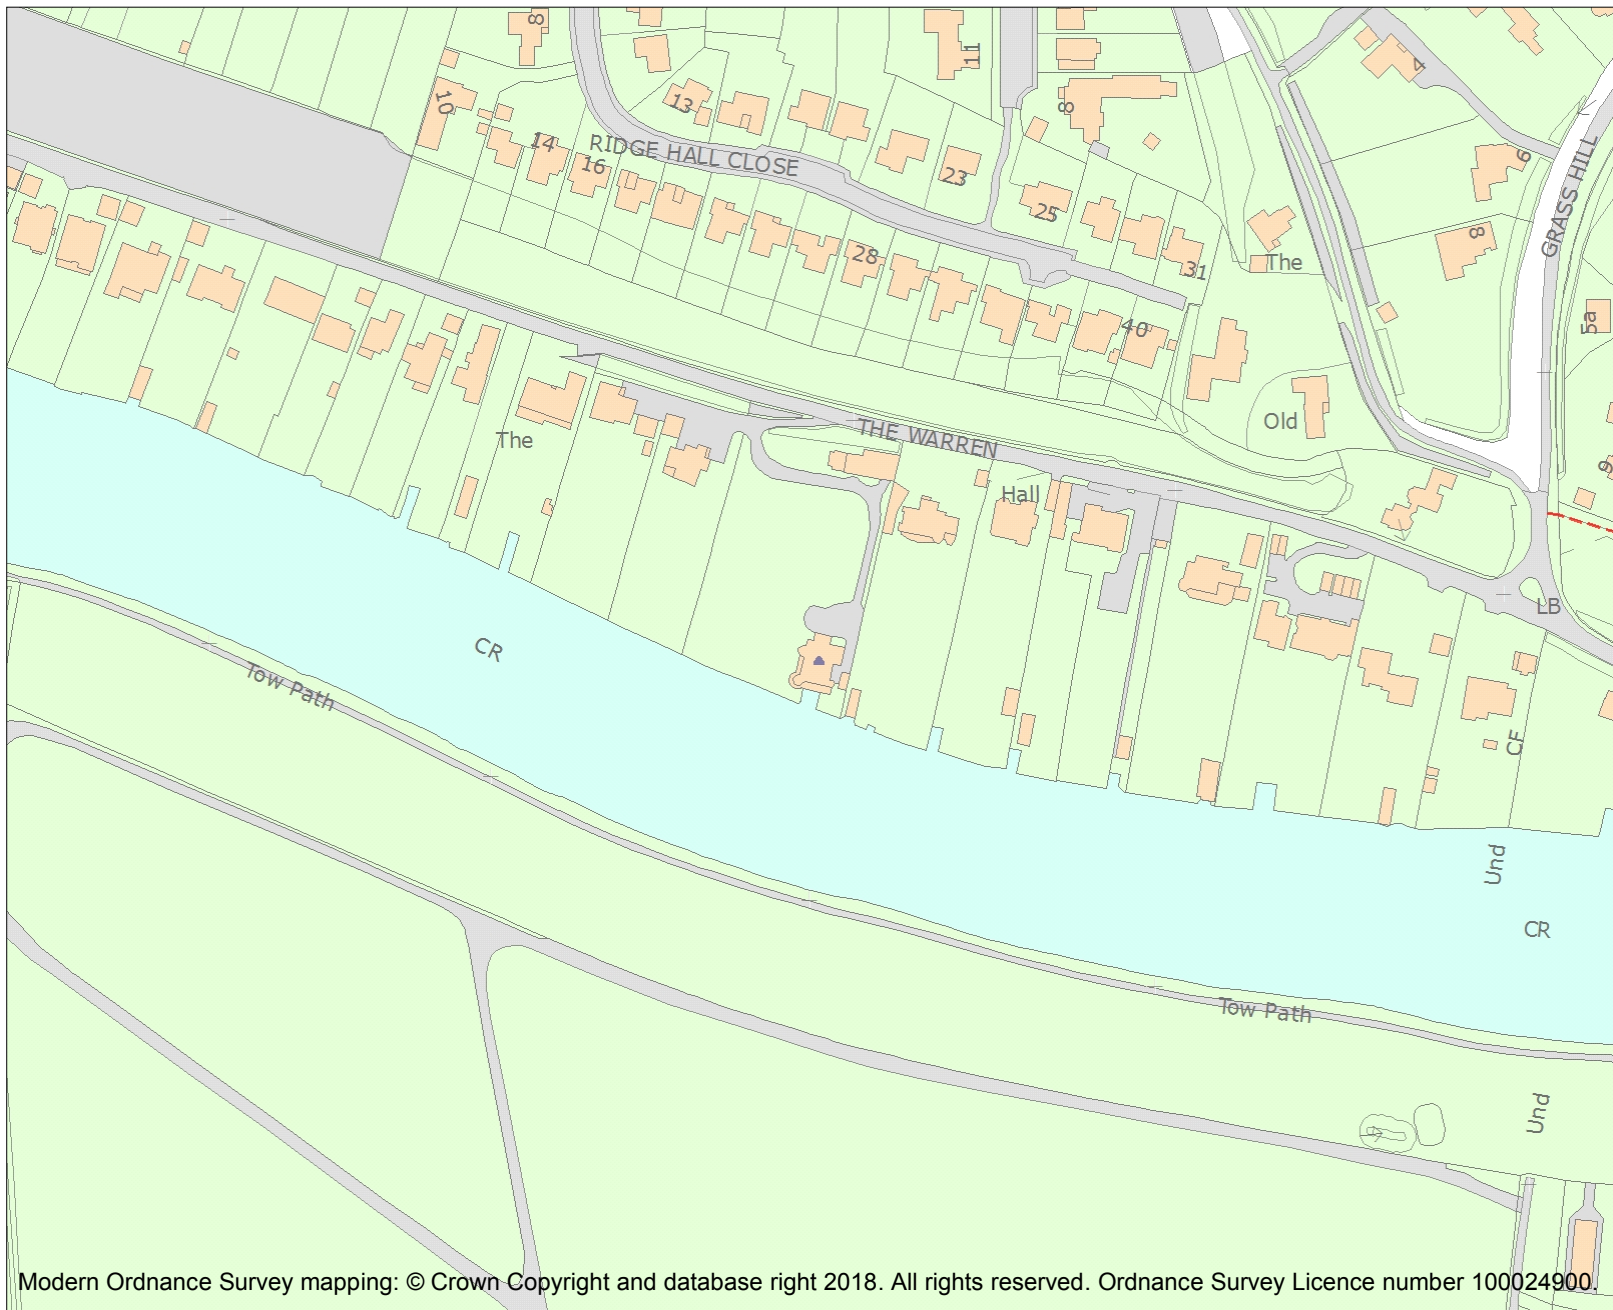 8
11
4
10
13
8
14
16
RIDGE HALL CLOSE
23
6
25
GRASS HILL
8
28
The
31
5a
40
Old
The
THE WARREN
9
Hall
LB
CR
Tow Path
CF
Und
CR
Tow Path
Und
Modern Ordnance Survey mapping: © Crown Copyright and database right 2018. All rights reserved. Ordnance Survey Licence number 100024900.